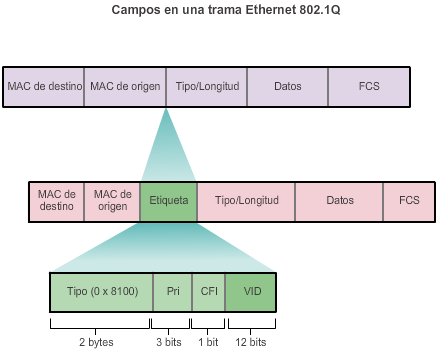 Campos en una trama Ethernet 802.1Q
MAC de destino MAC de origen Tipo/Longitud Datos FCS
MAC de destino MAC de origen Etiqueta Tipo/Longitud Datos FCS
Tipo (0 x 8100) Pri CFI VID
2 bytes 3 bits 1 bit 12 bits